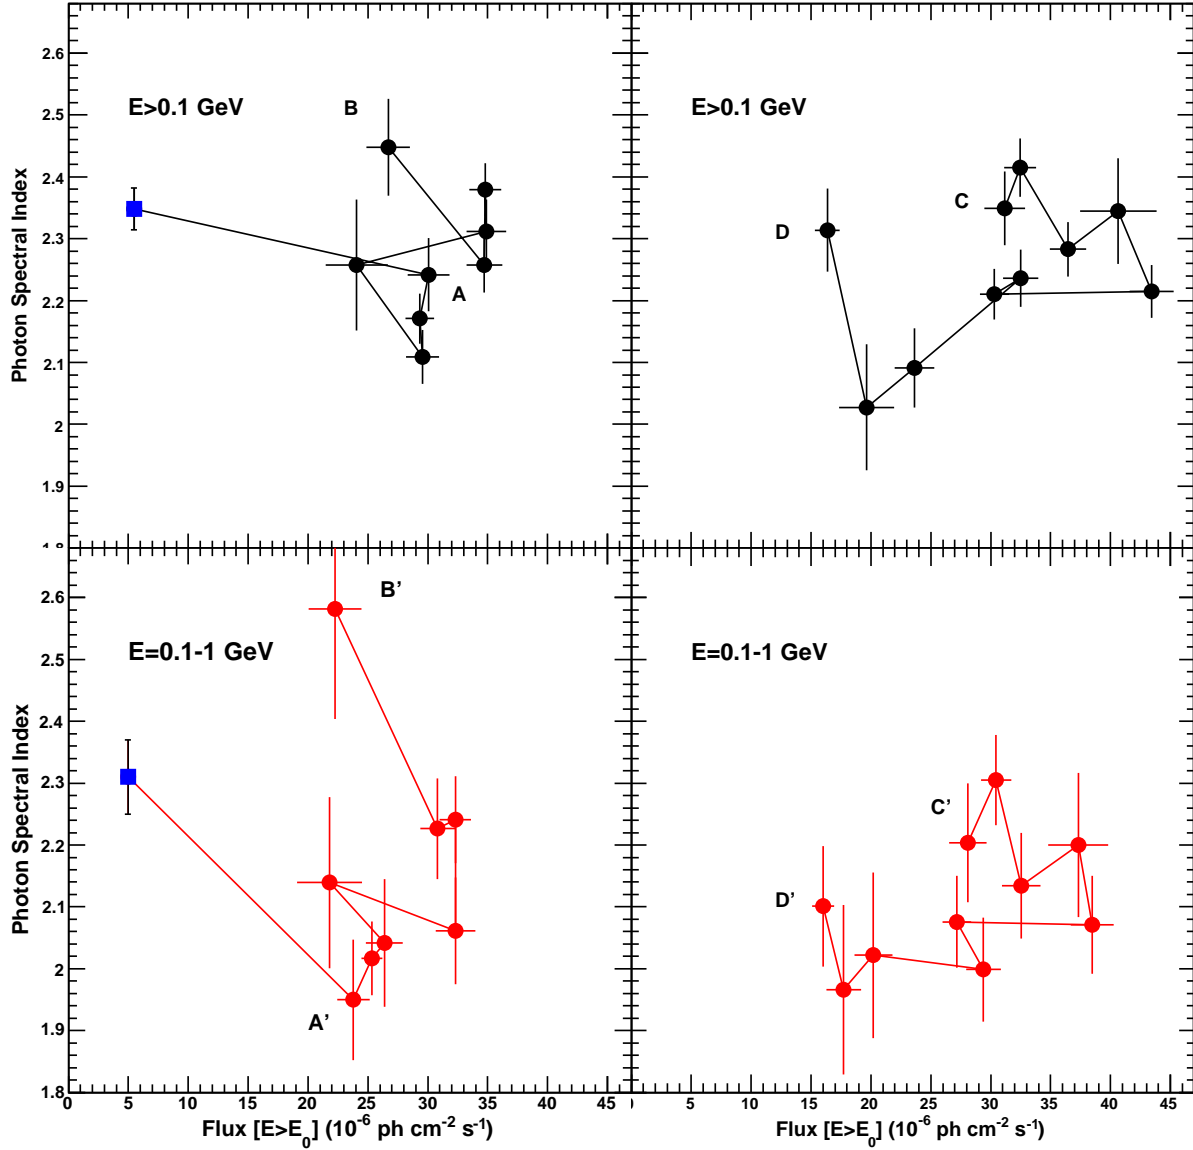 2.6
2.5
2.4
2.3
2.2
2.1
2
1.9
1.8
Photon Spectral Index
E>0.1 GeV
B
A
E>0.1 GeV
C
D
2.6
2.5
2.4
2.3
2.2
2.1
2
1.9
1.8
Photon Spectral Index
E=0.1-1 GeV
B’
A’
E=0.1-1 GeV
C’
D’
0 5 10 15 20 25 30 35 40 45
Flux [E>E₀] (10⁻⁶ ph cm⁻² s⁻¹)
5 10 15 20 25 30 35 40 45
Flux [E>E₀] (10⁻⁶ ph cm⁻² s⁻¹)